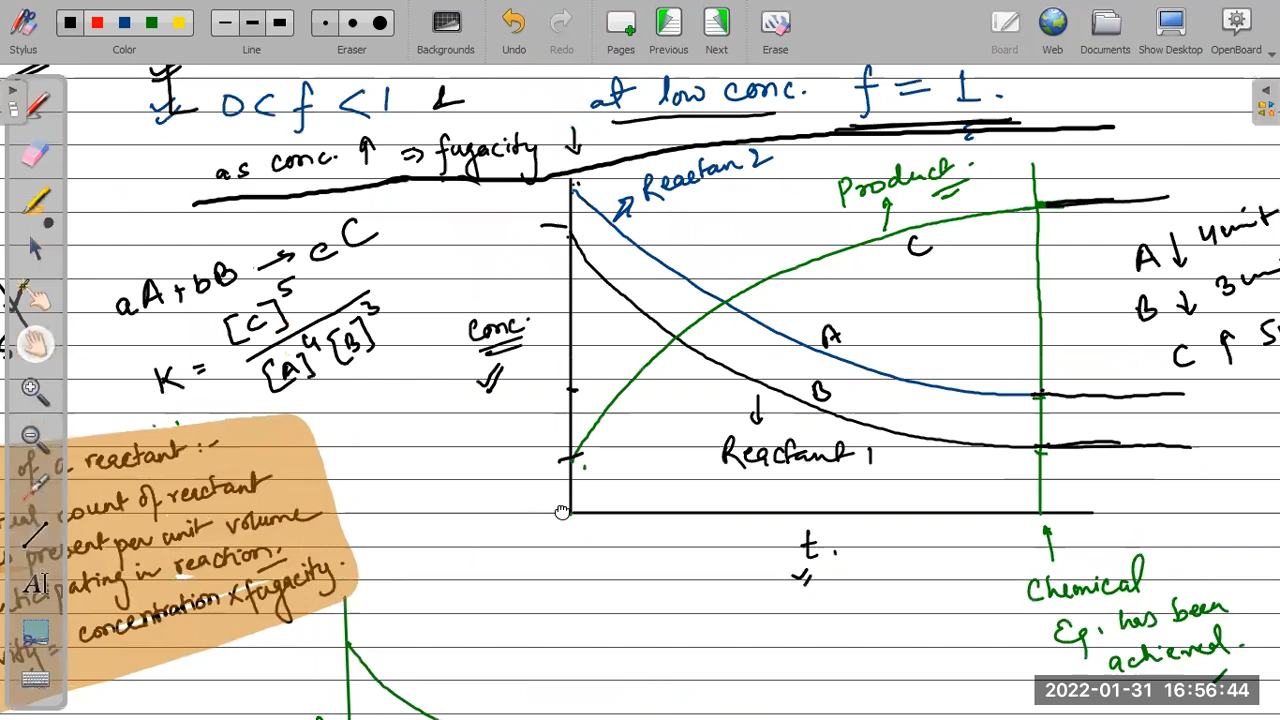 Stylus
Color
Line
Eraser
Backgrounds
Undo
Redo
Pages
Previous
Next
Erase
Board
Web
Documents
Show Desktop
OpenBoard
0 < f < 1
at low conc. f = 1.
as conc. ↑ ⇒ fugacity ↓
Reactan 2
Product.
C
aA + bB → cC
K = [C]^5 / [A]^4 [B]^3
conc.
A
B
Reactant 1
A ↓ 4 unit
B ↓ 3
C ↑ 5
t.
Chemical
Eq. has been
achieved.
of a reactant :-
count of reactant
present per unit volume
in reaction.
concentration x fugacity.
2022-01-31 16:56:44